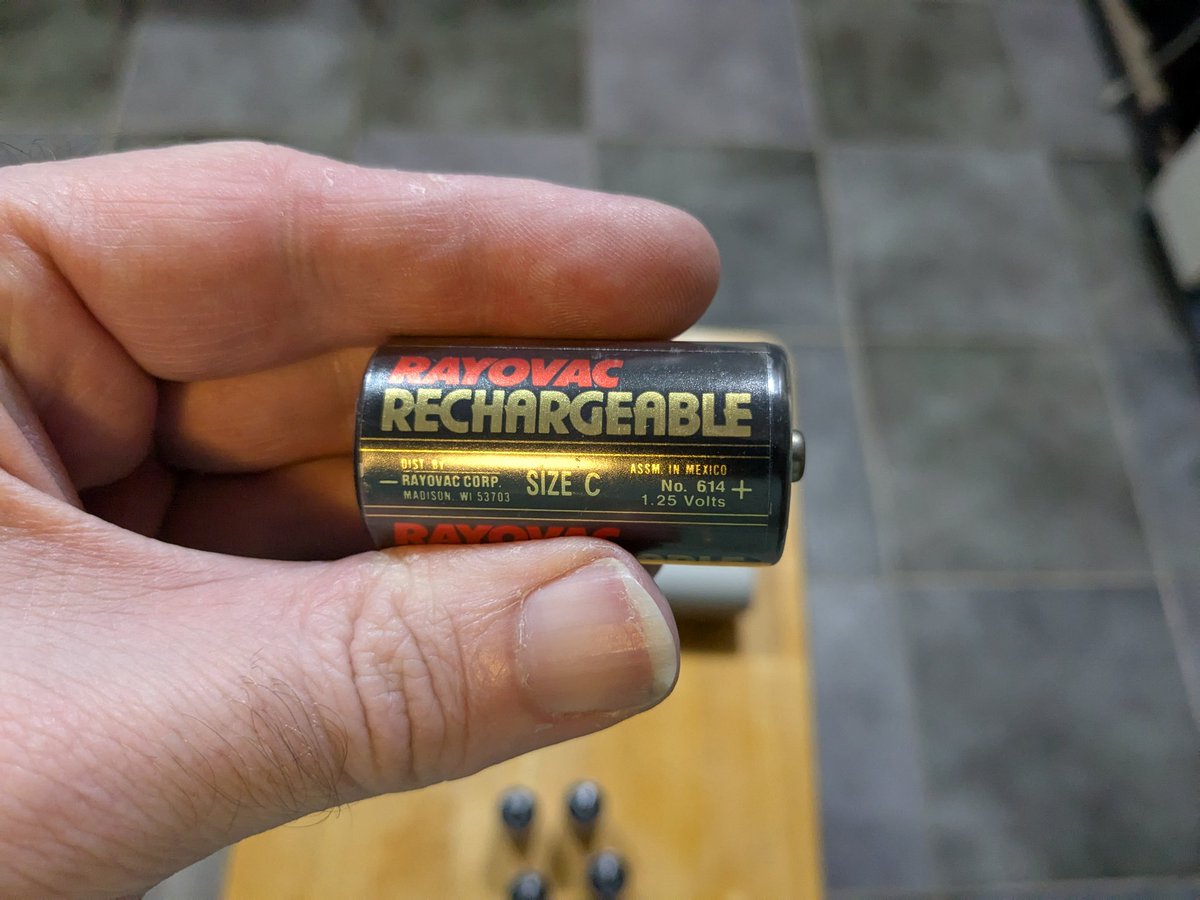 RAYOVAC
RECHARGEABLE
DIST. BY
– RAYOVAC CORP.
MADISON, WI 53703
SIZE C
ASSM. IN MEXICO
No. 614 +
1.25 Volts
RAYOVAC